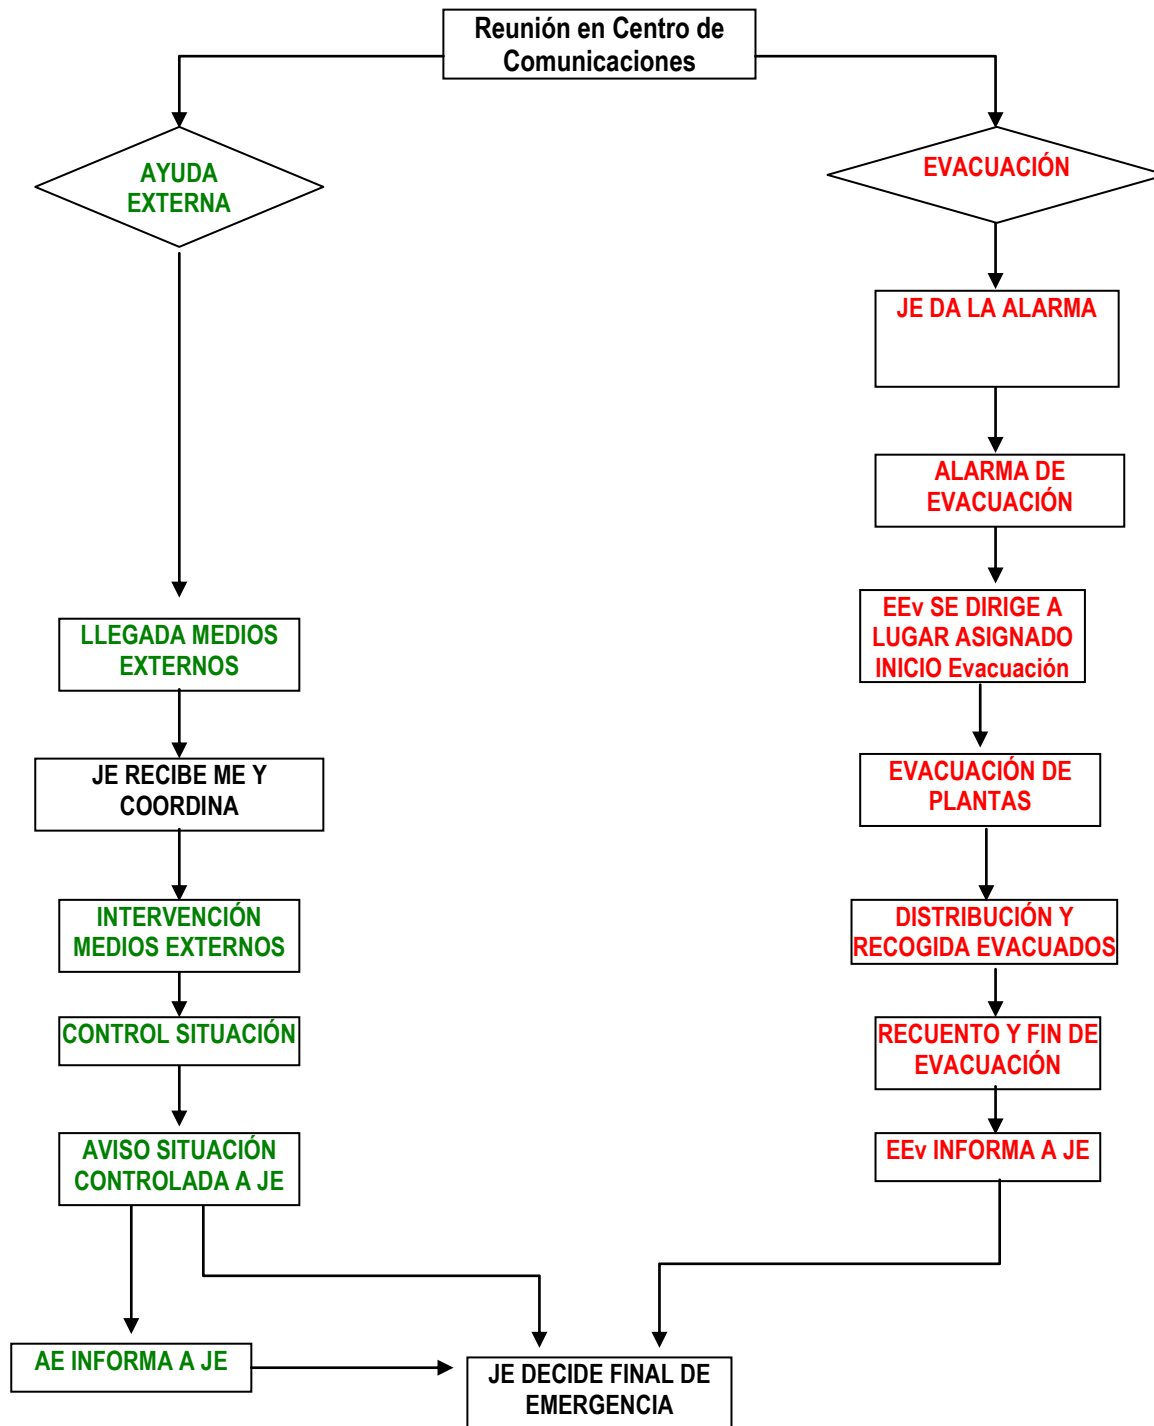 Reunión en Centro de
Comunicaciones
AYUDA
EXTERNA
EVACUACIÓN
JE DA LA ALARMA
ALARMA DE
EVACUACIÓN
EEv SE DIRIGE A
LUGAR ASIGNADO
INICIO Evacuación
LLEGADA MEDIOS
EXTERNOS
JE RECIBE ME Y
COORDINA
EVACUACIÓN DE
PLANTAS
INTERVENCIÓN
MEDIOS EXTERNOS
DISTRIBUCIÓN Y
RECOGIDA EVACUADOS
CONTROL SITUACIÓN
RECUENTO Y FIN DE
EVACUACIÓN
AVISO SITUACIÓN
CONTROLADA A JE
EEv INFORMA A JE
AE INFORMA A JE
JE DECIDE FINAL DE
EMERGENCIA